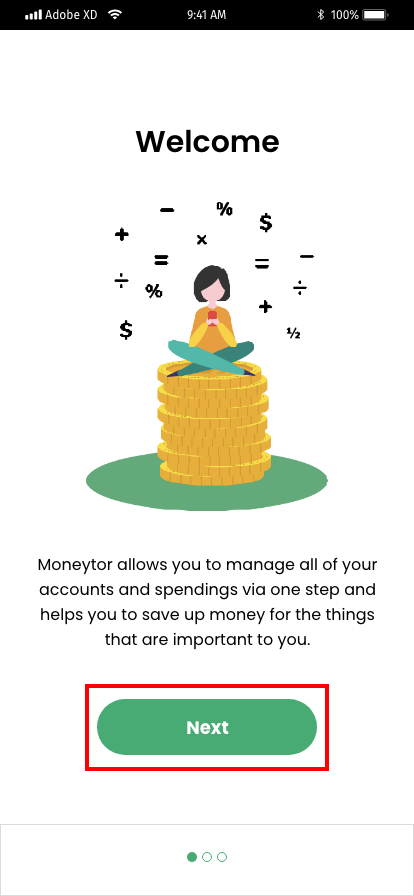 Adobe XD 9:41 AM 100%
Welcome
− %
$
+ ×
= = −
÷ % ÷
+
$ ½
Moneytor allows you to manage all of your
accounts and spendings via one step and
helps you to save up money for the things
that are important to you.
Next